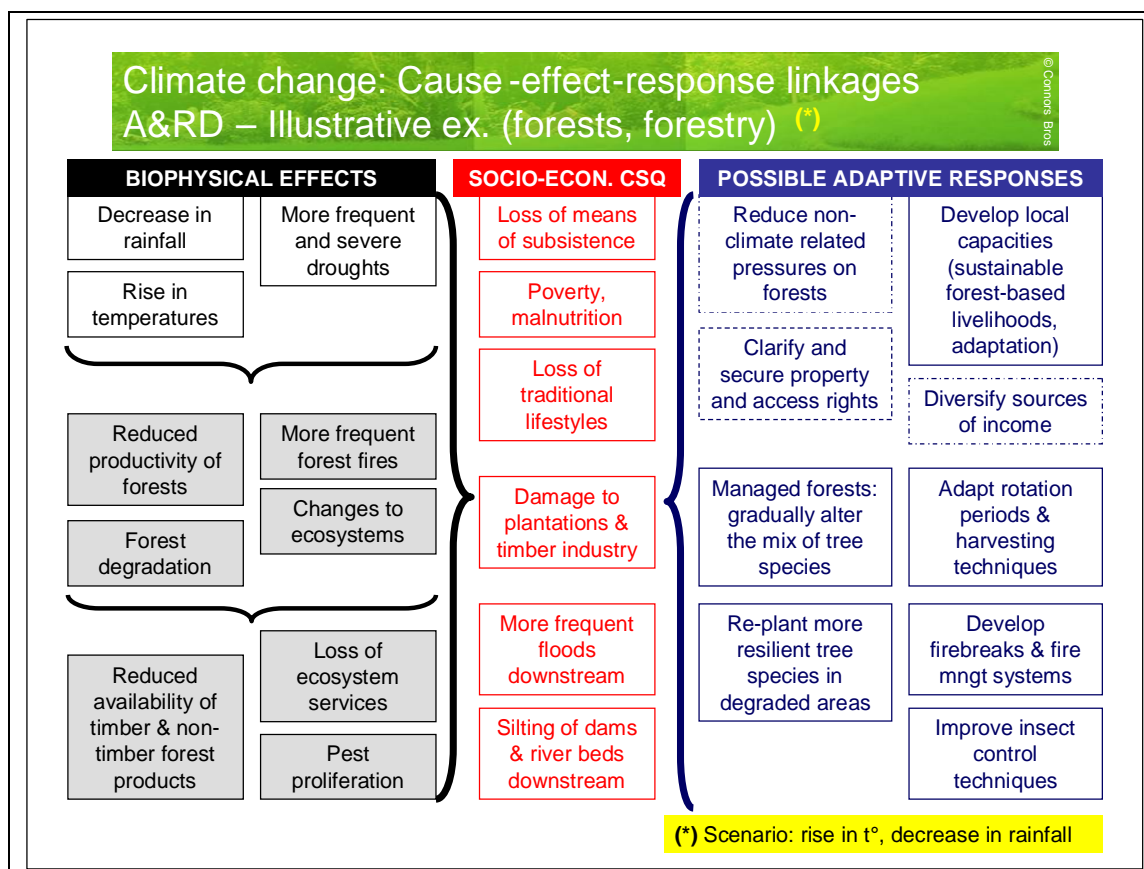 Climate change: Cause -effect-response linkages
A&RD – Illustrative ex. (forests, forestry) (*)
© Connors Bros
BIOPHYSICAL EFFECTS
Decrease in
rainfall
More frequent
and severe
droughts
Rise in
temperatures
Reduced
productivity of
forests
More frequent
forest fires
Changes to
ecosystems
Forest
degradation
Reduced
availability of
timber & non-
timber forest
products
Loss of
ecosystem
services
Pest
proliferation
SOCIO-ECON. CSQ
Loss of means
of subsistence
Poverty,
malnutrition
Loss of
traditional
lifestyles
Damage to
plantations &
timber industry
More frequent
floods
downstream
Silting of dams
& river beds
downstream
POSSIBLE ADAPTIVE RESPONSES
Reduce non-
climate related
pressures on
forests
Develop local
capacities
(sustainable
forest-based
livelihoods,
adaptation)
Clarify and
secure property
and access rights
Diversify sources
of income
Managed forests:
gradually alter
the mix of tree
species
Adapt rotation
periods &
harvesting
techniques
Re-plant more
resilient tree
species in
degraded areas
Develop
firebreaks & fire
mngt systems
Improve insect
control
techniques
(*) Scenario: rise in t°, decrease in rainfall